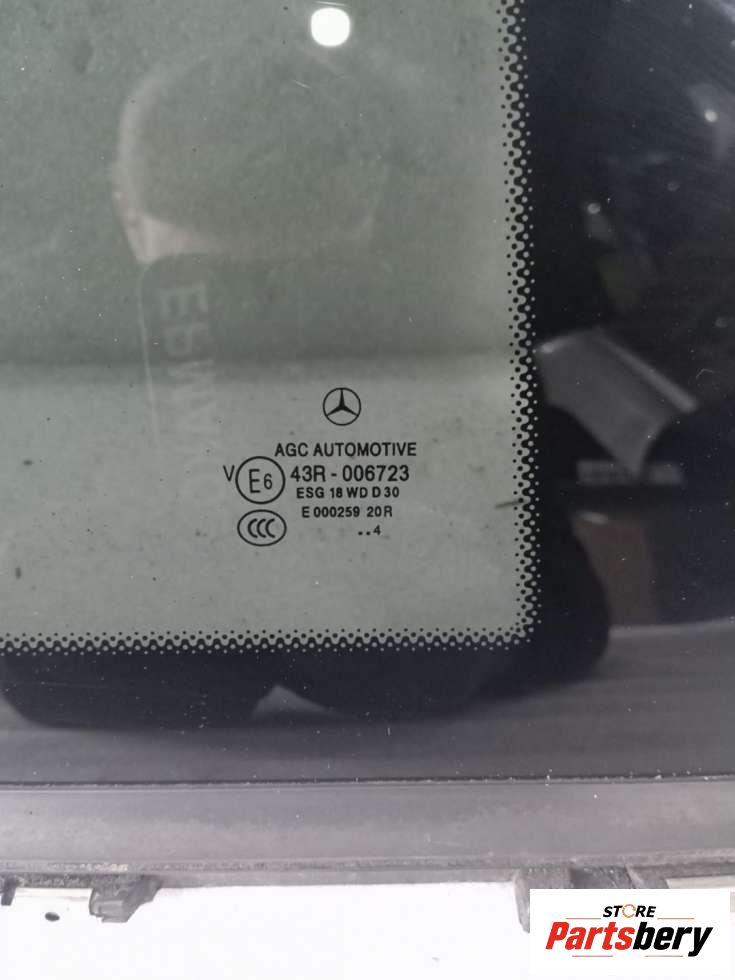 AGC AUTOMOTIVE
V E6 43R - 006723
ESG 18 WD D 30
E 000259 20R
CCC ..4
STORE
Partsbery